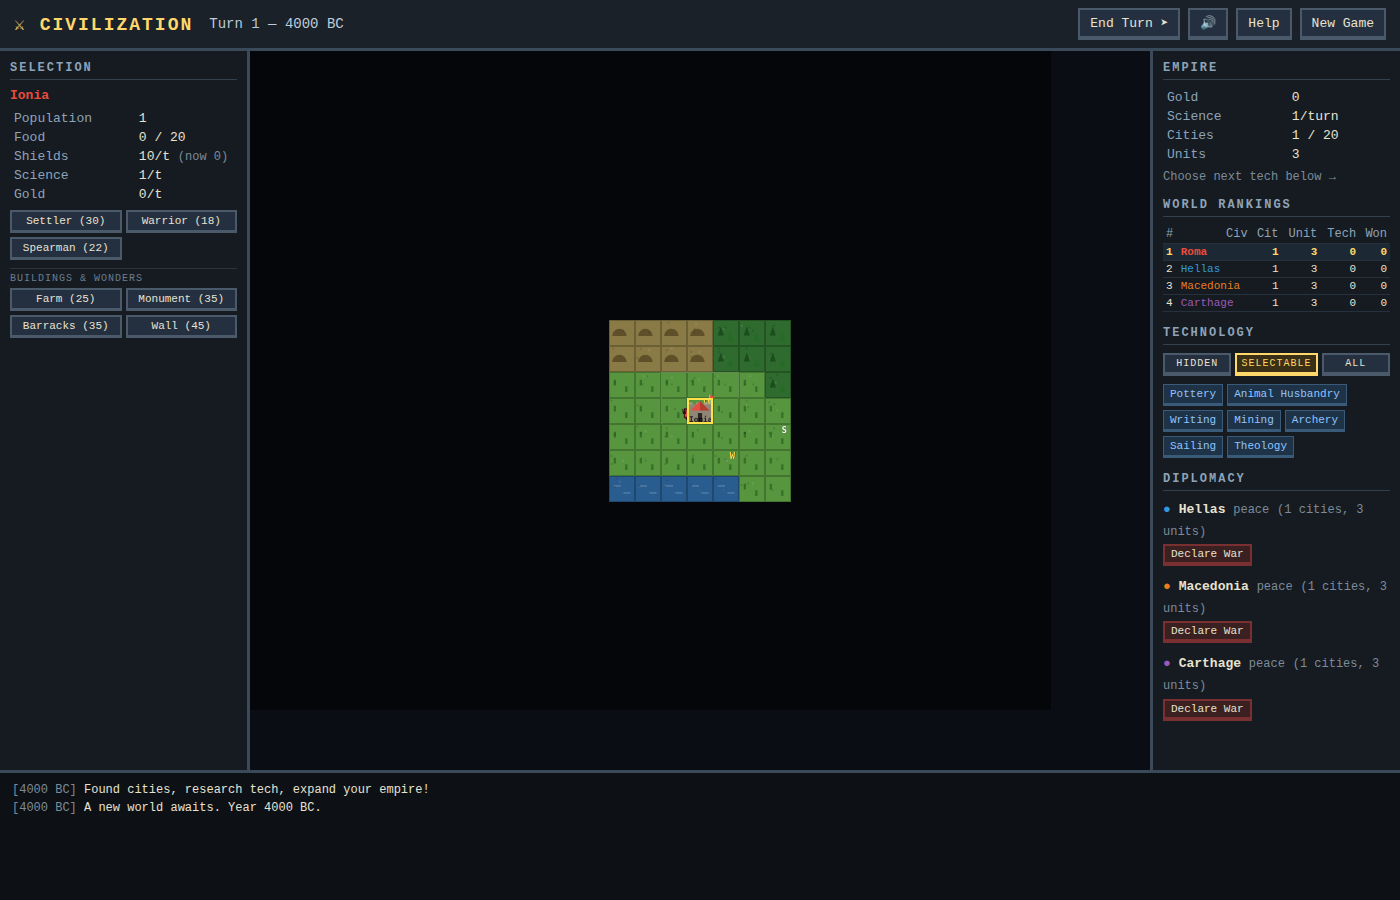 ⚔ CIVILIZATION Turn 1 — 4000 BC End Turn ➤ 🔊 Help New Game
SELECTION
Ionia
Population 1
Food 0 / 20
Shields 10/t (now 0)
Science 1/t
Gold 0/t
Settler (30) Warrior (18)
Spearman (22)
BUILDINGS & WONDERS
Farm (25) Monument (35)
Barracks (35) Wall (45)
Ionia
S
W
EMPIRE
Gold 0
Science 1/turn
Cities 1 / 20
Units 3
Choose next tech below →
WORLD RANKINGS
# Civ Cit Unit Tech Won
1 Roma 1 3 0 0
2 Hellas 1 3 0 0
3 Macedonia 1 3 0 0
4 Carthage 1 3 0 0
TECHNOLOGY
HIDDEN SELECTABLE ALL
Pottery Animal Husbandry
Writing Mining Archery
Sailing Theology
DIPLOMACY
● Hellas peace (1 cities, 3
units)
Declare War
● Macedonia peace (1 cities, 3
units)
Declare War
● Carthage peace (1 cities, 3
units)
Declare War
[4000 BC] Found cities, research tech, expand your empire!
[4000 BC] A new world awaits. Year 4000 BC.